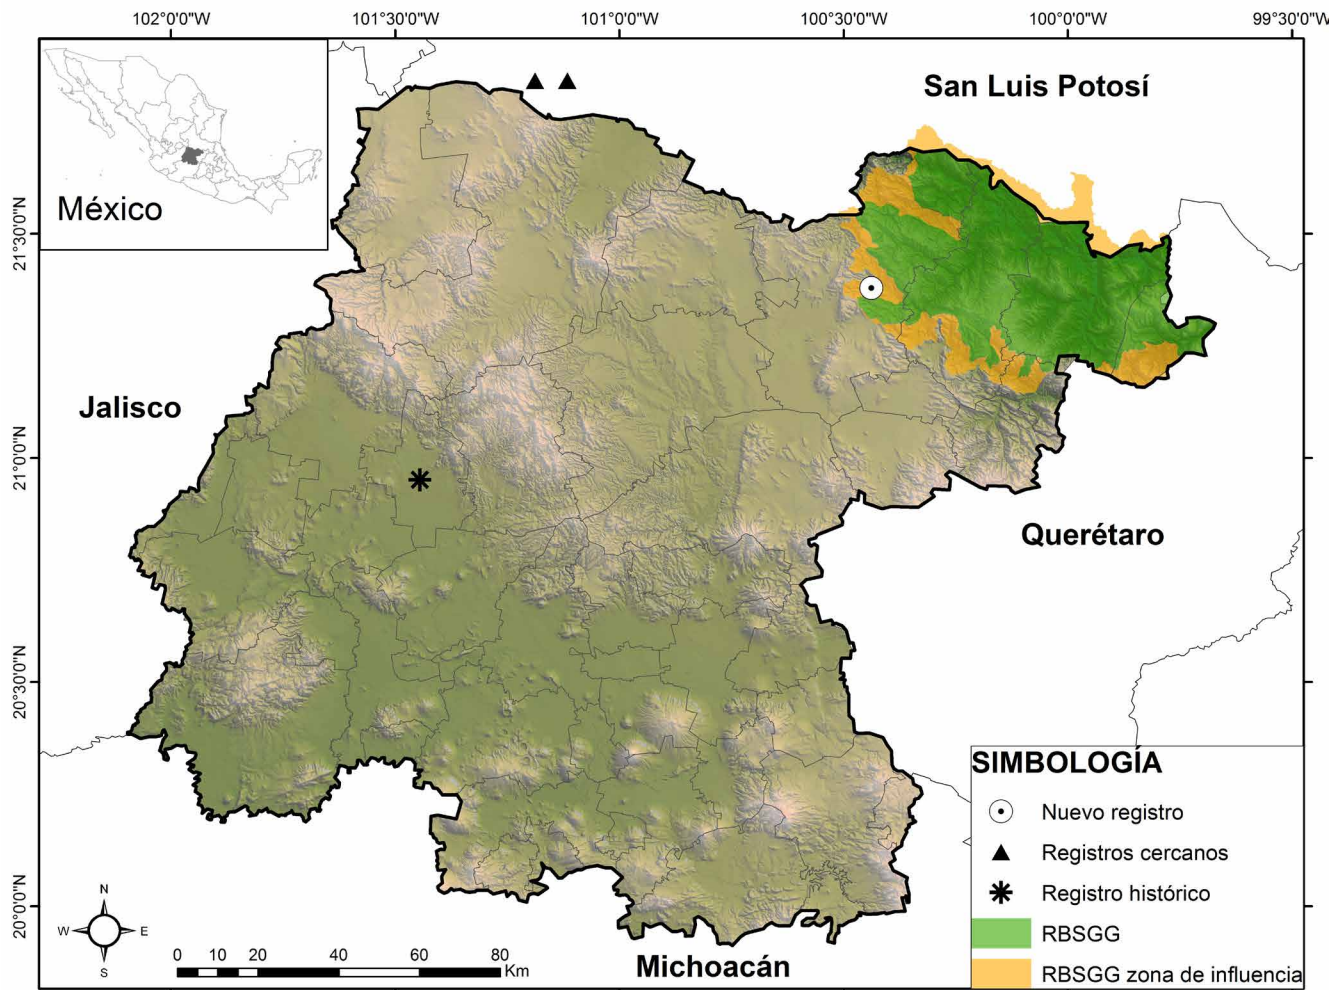 102°0'0"W
101°30'0"W
101°0'0"W
100°30'0"W
100°0'0"W
99°30'0"W
México
San Luis Potosí
21°30'0"N
Jalisco
21°0'0"N
Querétaro
20°30'0"N
20°0'0"N
SIMBOLOGÍA
Nuevo registro
Registros cercanos
Registro histórico
RBSGG
RBSGG zona de influencia
N
W E
S
0 10 20 40 60 80
Km
Michoacán